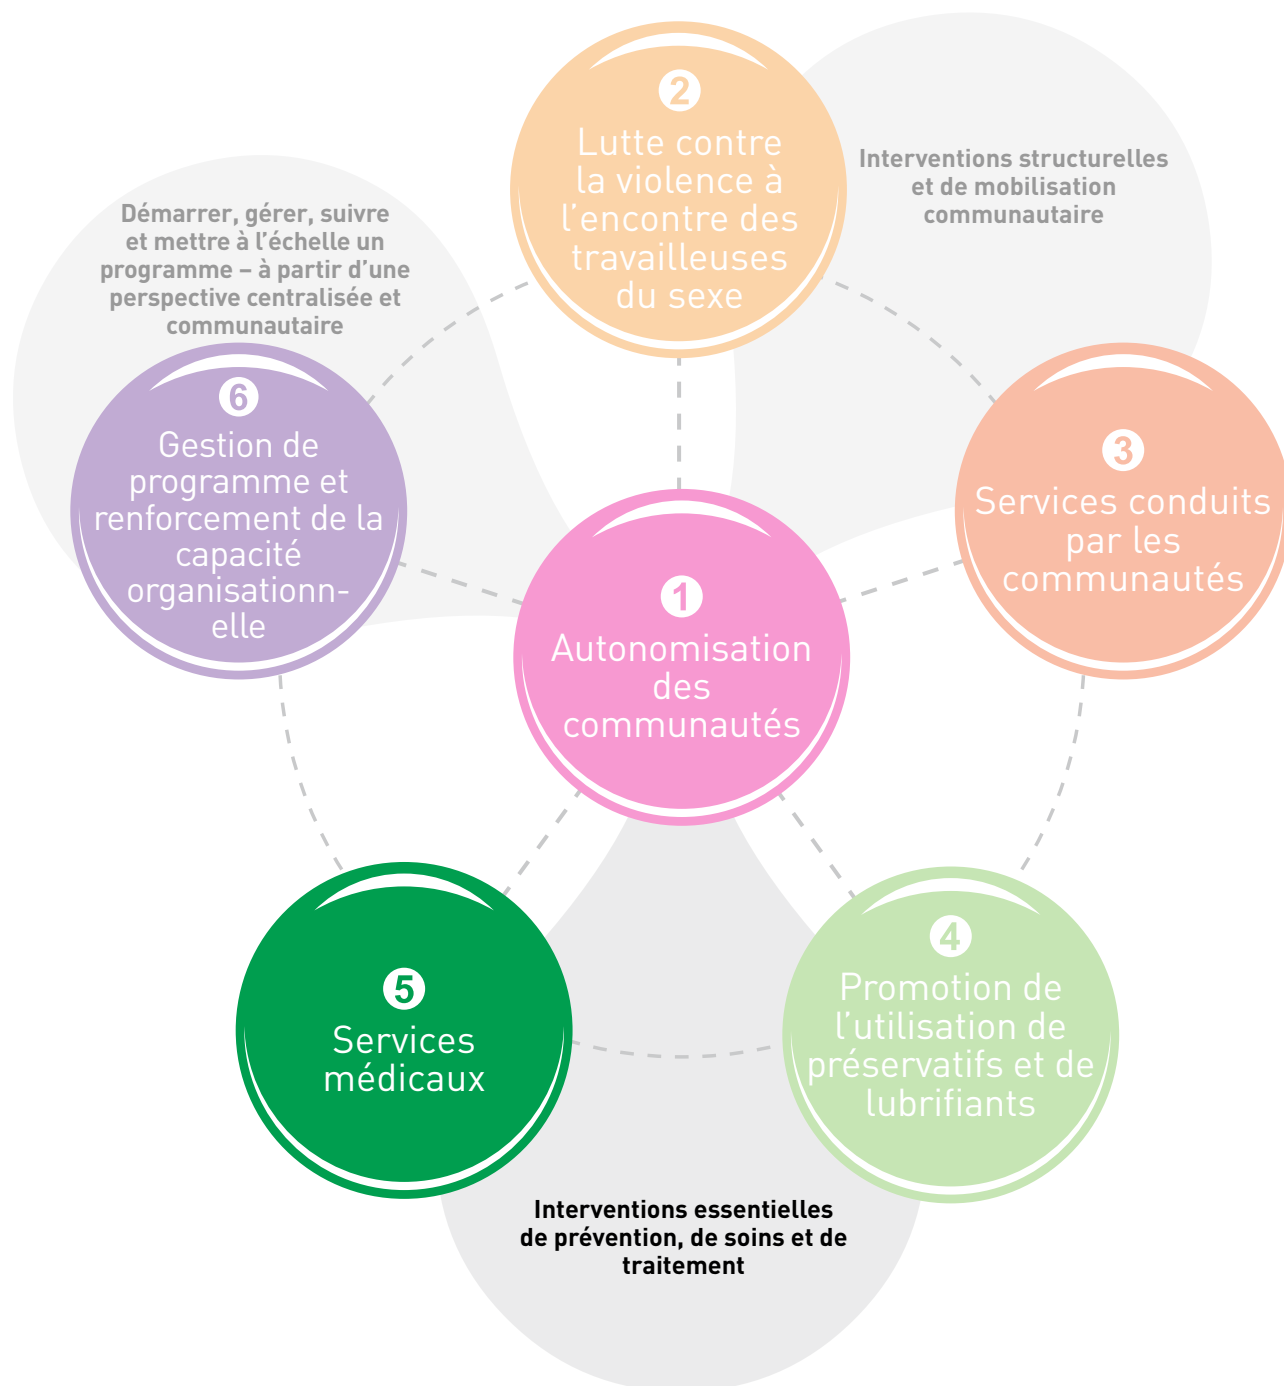 2
Lutte contre
la violence à
l’encontre des
travailleuses
du sexe
Interventions structurelles
et de mobilisation
communautaire
Démarrer, gérer, suivre
et mettre à l’échelle un
programme – à partir d’une
perspective centralisée et
communautaire
6
Gestion de
programme et
renforcement de la
capacité
organisationn-
elle
3
Services conduits
par les
communautés
1
Autonomisation
des
communautés
5
Services
médicaux
4
Promotion de
l’utilisation de
préservatifs et de
lubrifiants
Interventions essentielles
de prévention, de soins et de
traitement